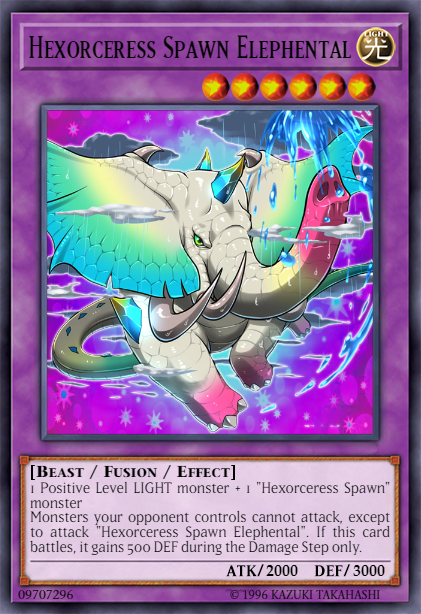 Hexorceress Spawn Elephental
LIGHT
光
[Beast / Fusion / Effect]
1 Positive Level LIGHT monster + 1 "Hexorceress Spawn"
monster
Monsters your opponent controls cannot attack, except
to attack "Hexorceress Spawn Elephental". If this card
battles, it gains 500 DEF during the Damage Step only.
ATK/2000 DEF/3000
09707296
©1996 KAZUKI TAKAHASHI